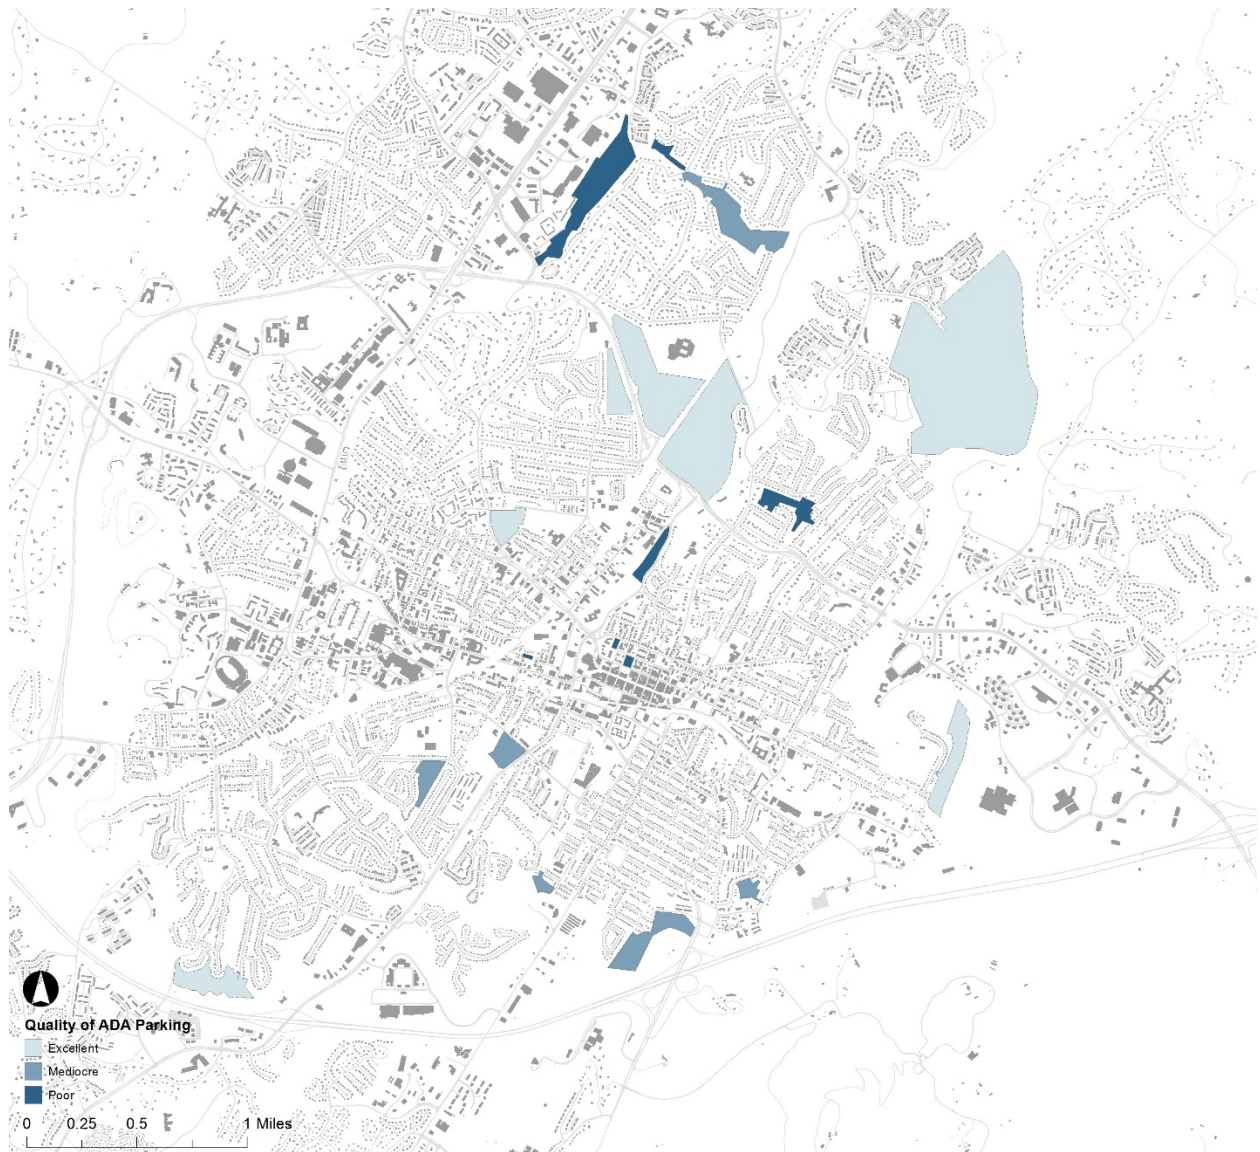 Quality of ADA Parking
Excellent
Mediocre
Poor
0 0.25 0.5 1 Miles